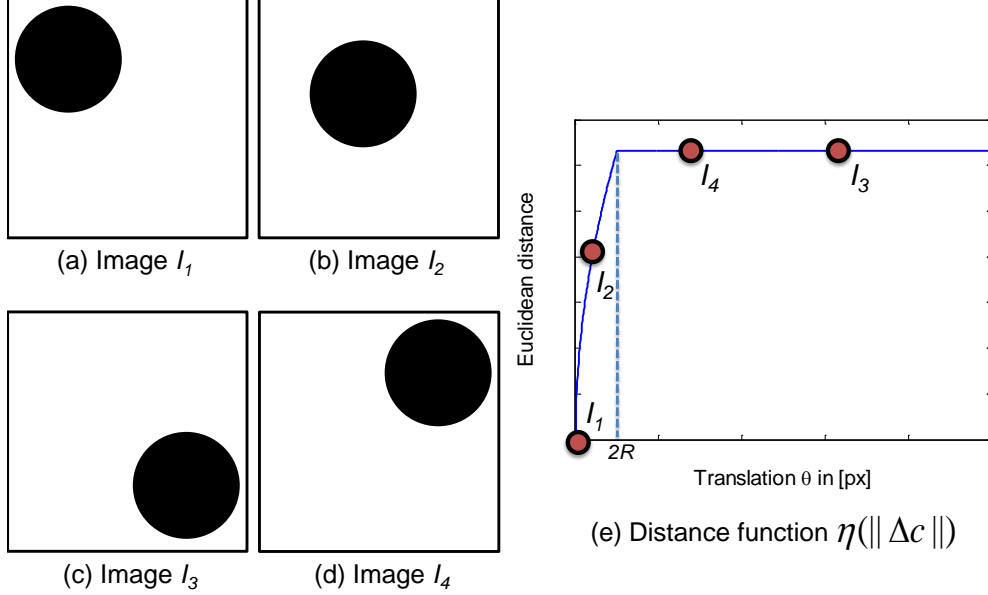 (a) Image I1
(b) Image I2
(c) Image I3
(d) Image I4
Euclidean distance
I4
I3
I2
I1
2R
Translation θ in [px]
(e) Distance function η(‖ Δc ‖)